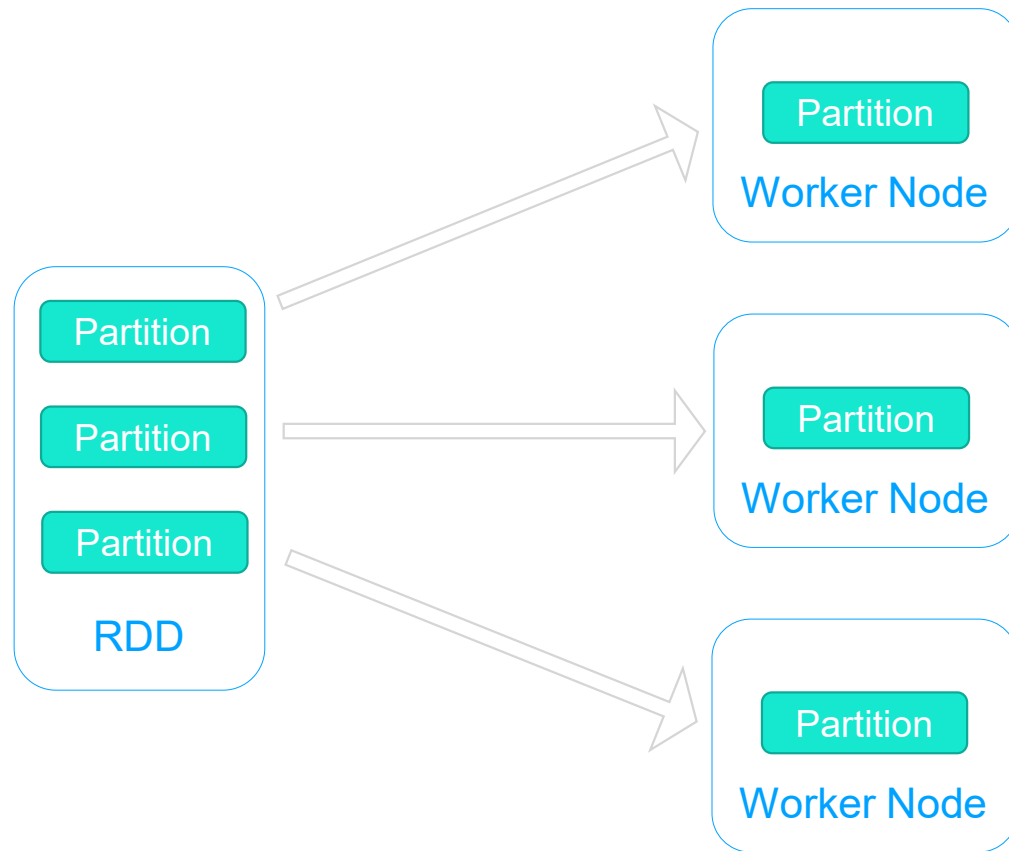 Partition
Partition
Partition
RDD
Partition
Worker Node
Partition
Worker Node
Partition
Worker Node